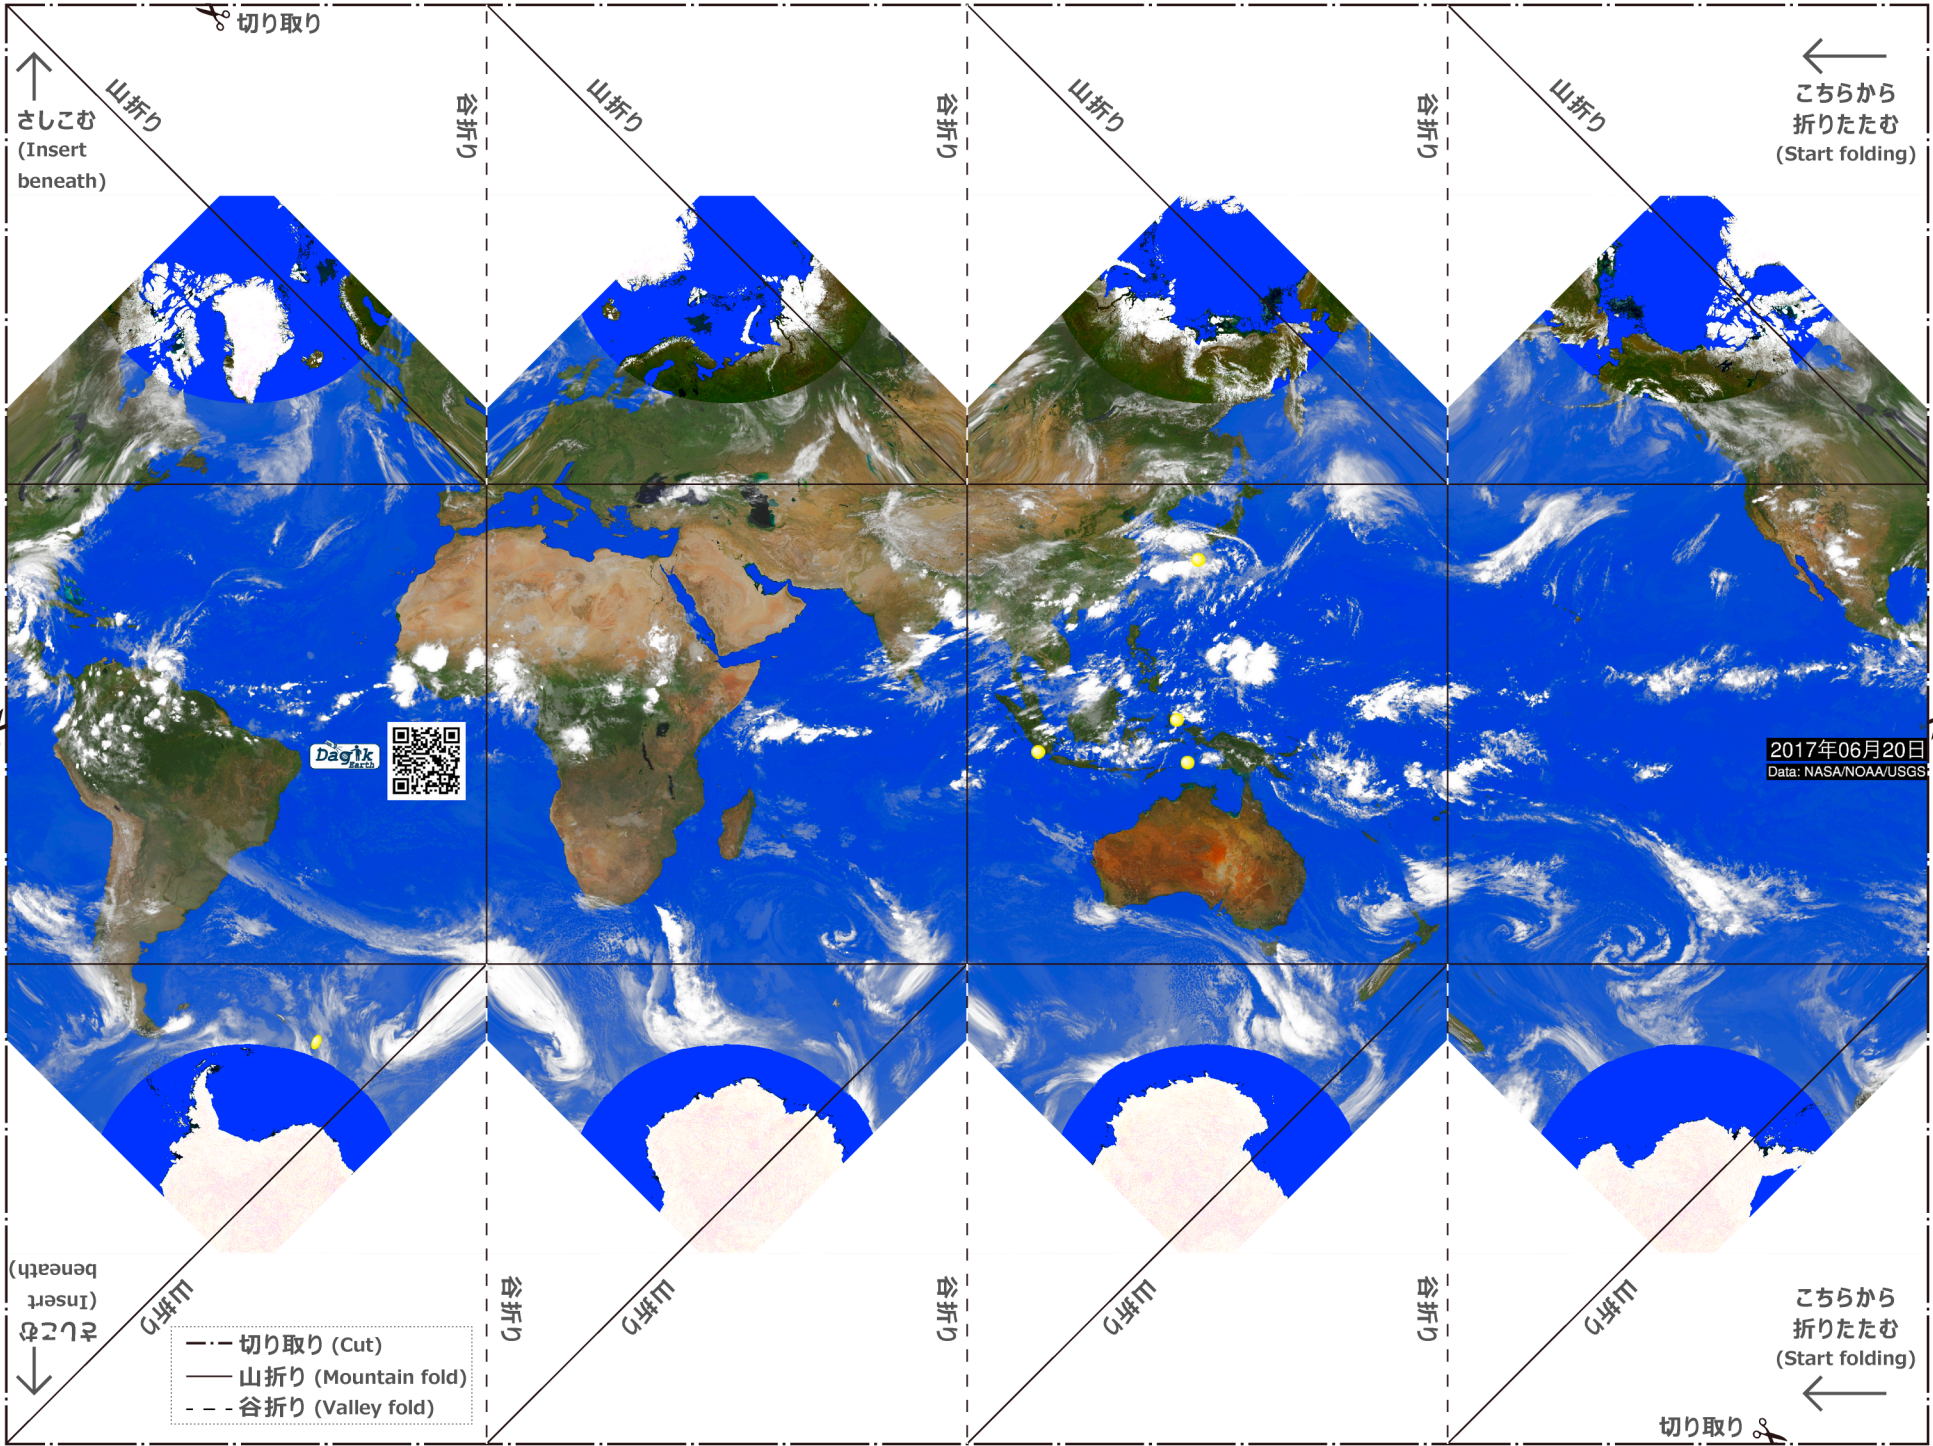 切り取り
さしこむ
(Insert
beneath)
山折り
谷折り
山折り
谷折り
山折り
谷折り
山折り
こちらから
折りたたむ
(Start folding)
Dagik
Earth
2017年06月20日
Data: NASA/NOAA/USGS
さしこむ
(Insert
beneath)
山折り
谷折り
山折り
谷折り
山折り
谷折り
山折り
こちらから
折りたたむ
(Start folding)
切り取り (Cut)
山折り (Mountain fold)
谷折り (Valley fold)
切り取り